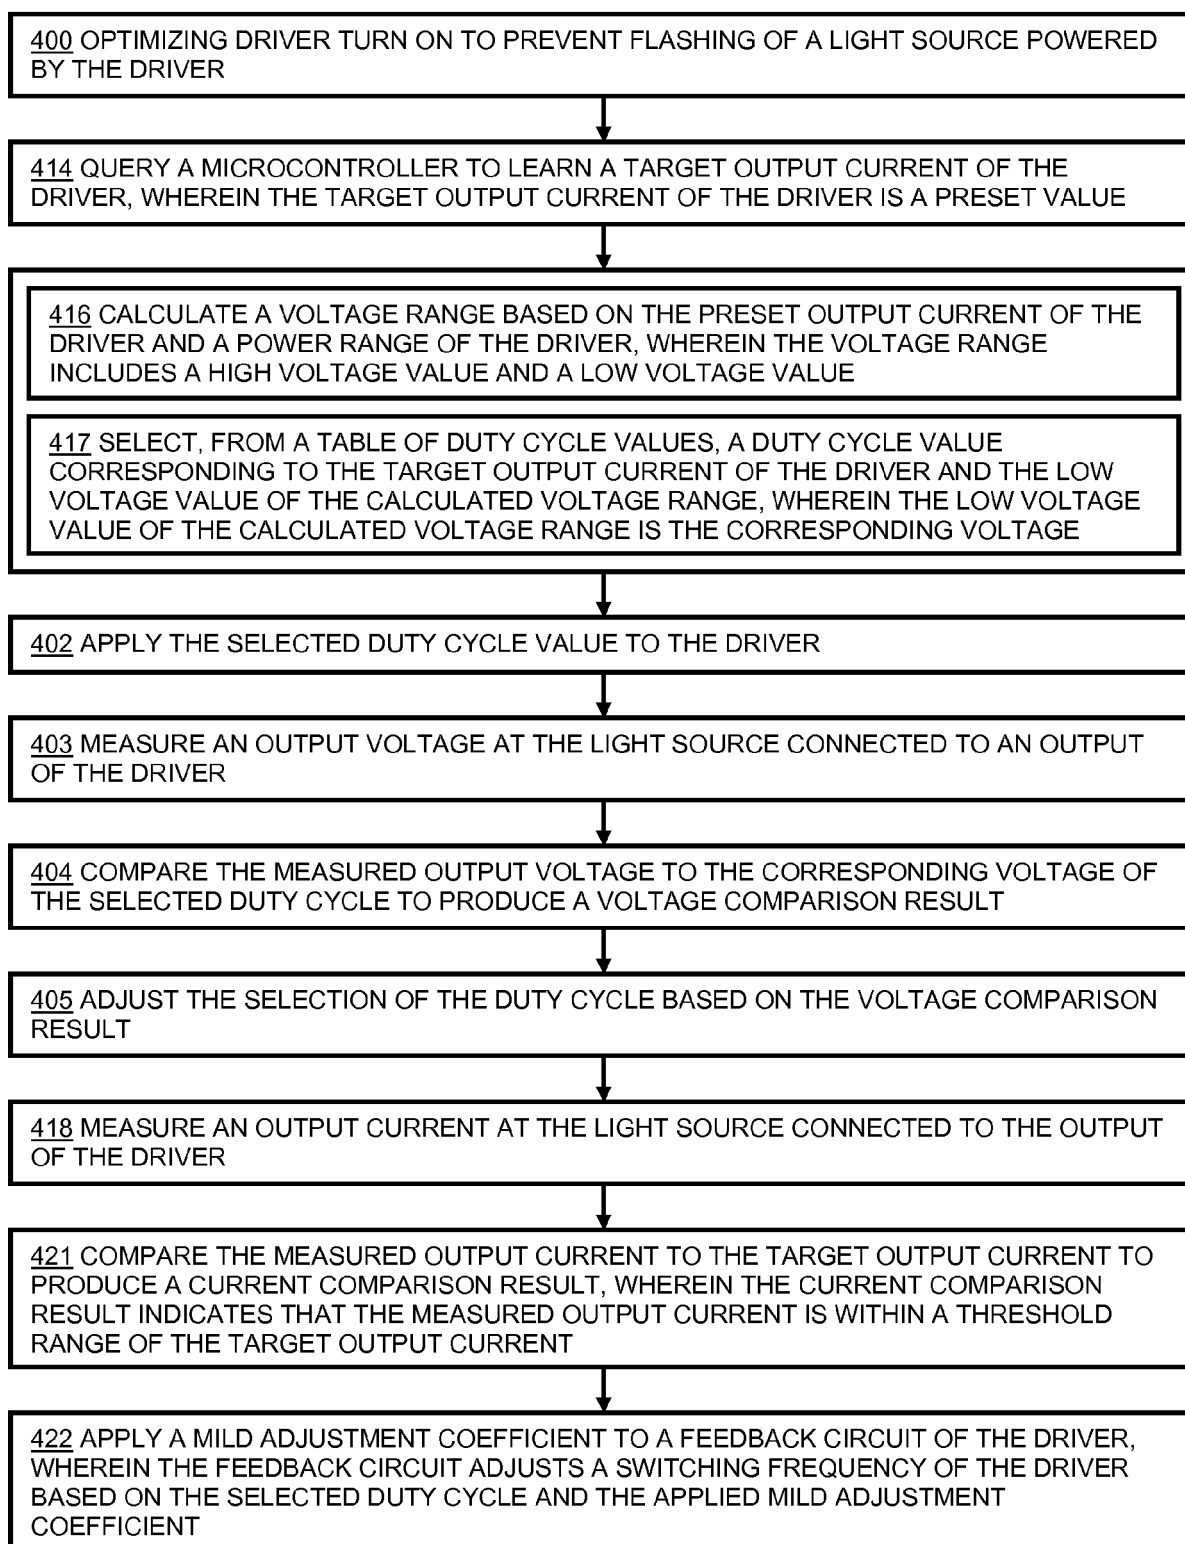 400 OPTIMIZING DRIVER TURN ON TO PREVENT FLASHING OF A LIGHT SOURCE POWERED
BY THE DRIVER
414 QUERY A MICROCONTROLLER TO LEARN A TARGET OUTPUT CURRENT OF THE
DRIVER, WHEREIN THE TARGET OUTPUT CURRENT OF THE DRIVER IS A PRESET VALUE
416 CALCULATE A VOLTAGE RANGE BASED ON THE PRESET OUTPUT CURRENT OF THE
DRIVER AND A POWER RANGE OF THE DRIVER, WHEREIN THE VOLTAGE RANGE
INCLUDES A HIGH VOLTAGE VALUE AND A LOW VOLTAGE VALUE
417 SELECT, FROM A TABLE OF DUTY CYCLE VALUES, A DUTY CYCLE VALUE
CORRESPONDING TO THE TARGET OUTPUT CURRENT OF THE DRIVER AND THE LOW
VOLTAGE VALUE OF THE CALCULATED VOLTAGE RANGE, WHEREIN THE LOW VOLTAGE
VALUE OF THE CALCULATED VOLTAGE RANGE IS THE CORRESPONDING VOLTAGE
402 APPLY THE SELECTED DUTY CYCLE VALUE TO THE DRIVER
403 MEASURE AN OUTPUT VOLTAGE AT THE LIGHT SOURCE CONNECTED TO AN OUTPUT
OF THE DRIVER
404 COMPARE THE MEASURED OUTPUT VOLTAGE TO THE CORRESPONDING VOLTAGE OF
THE SELECTED DUTY CYCLE TO PRODUCE A VOLTAGE COMPARISON RESULT
405 ADJUST THE SELECTION OF THE DUTY CYCLE BASED ON THE VOLTAGE COMPARISON
RESULT
418 MEASURE AN OUTPUT CURRENT AT THE LIGHT SOURCE CONNECTED TO THE OUTPUT
OF THE DRIVER
421 COMPARE THE MEASURED OUTPUT CURRENT TO THE TARGET OUTPUT CURRENT TO
PRODUCE A CURRENT COMPARISON RESULT, WHEREIN THE CURRENT COMPARISON
RESULT INDICATES THAT THE MEASURED OUTPUT CURRENT IS WITHIN A THRESHOLD
RANGE OF THE TARGET OUTPUT CURRENT
422 APPLY A MILD ADJUSTMENT COEFFICIENT TO A FEEDBACK CIRCUIT OF THE DRIVER,
WHEREIN THE FEEDBACK CIRCUIT ADJUSTS A SWITCHING FREQUENCY OF THE DRIVER
BASED ON THE SELECTED DUTY CYCLE AND THE APPLIED MILD ADJUSTMENT
COEFFICIENT